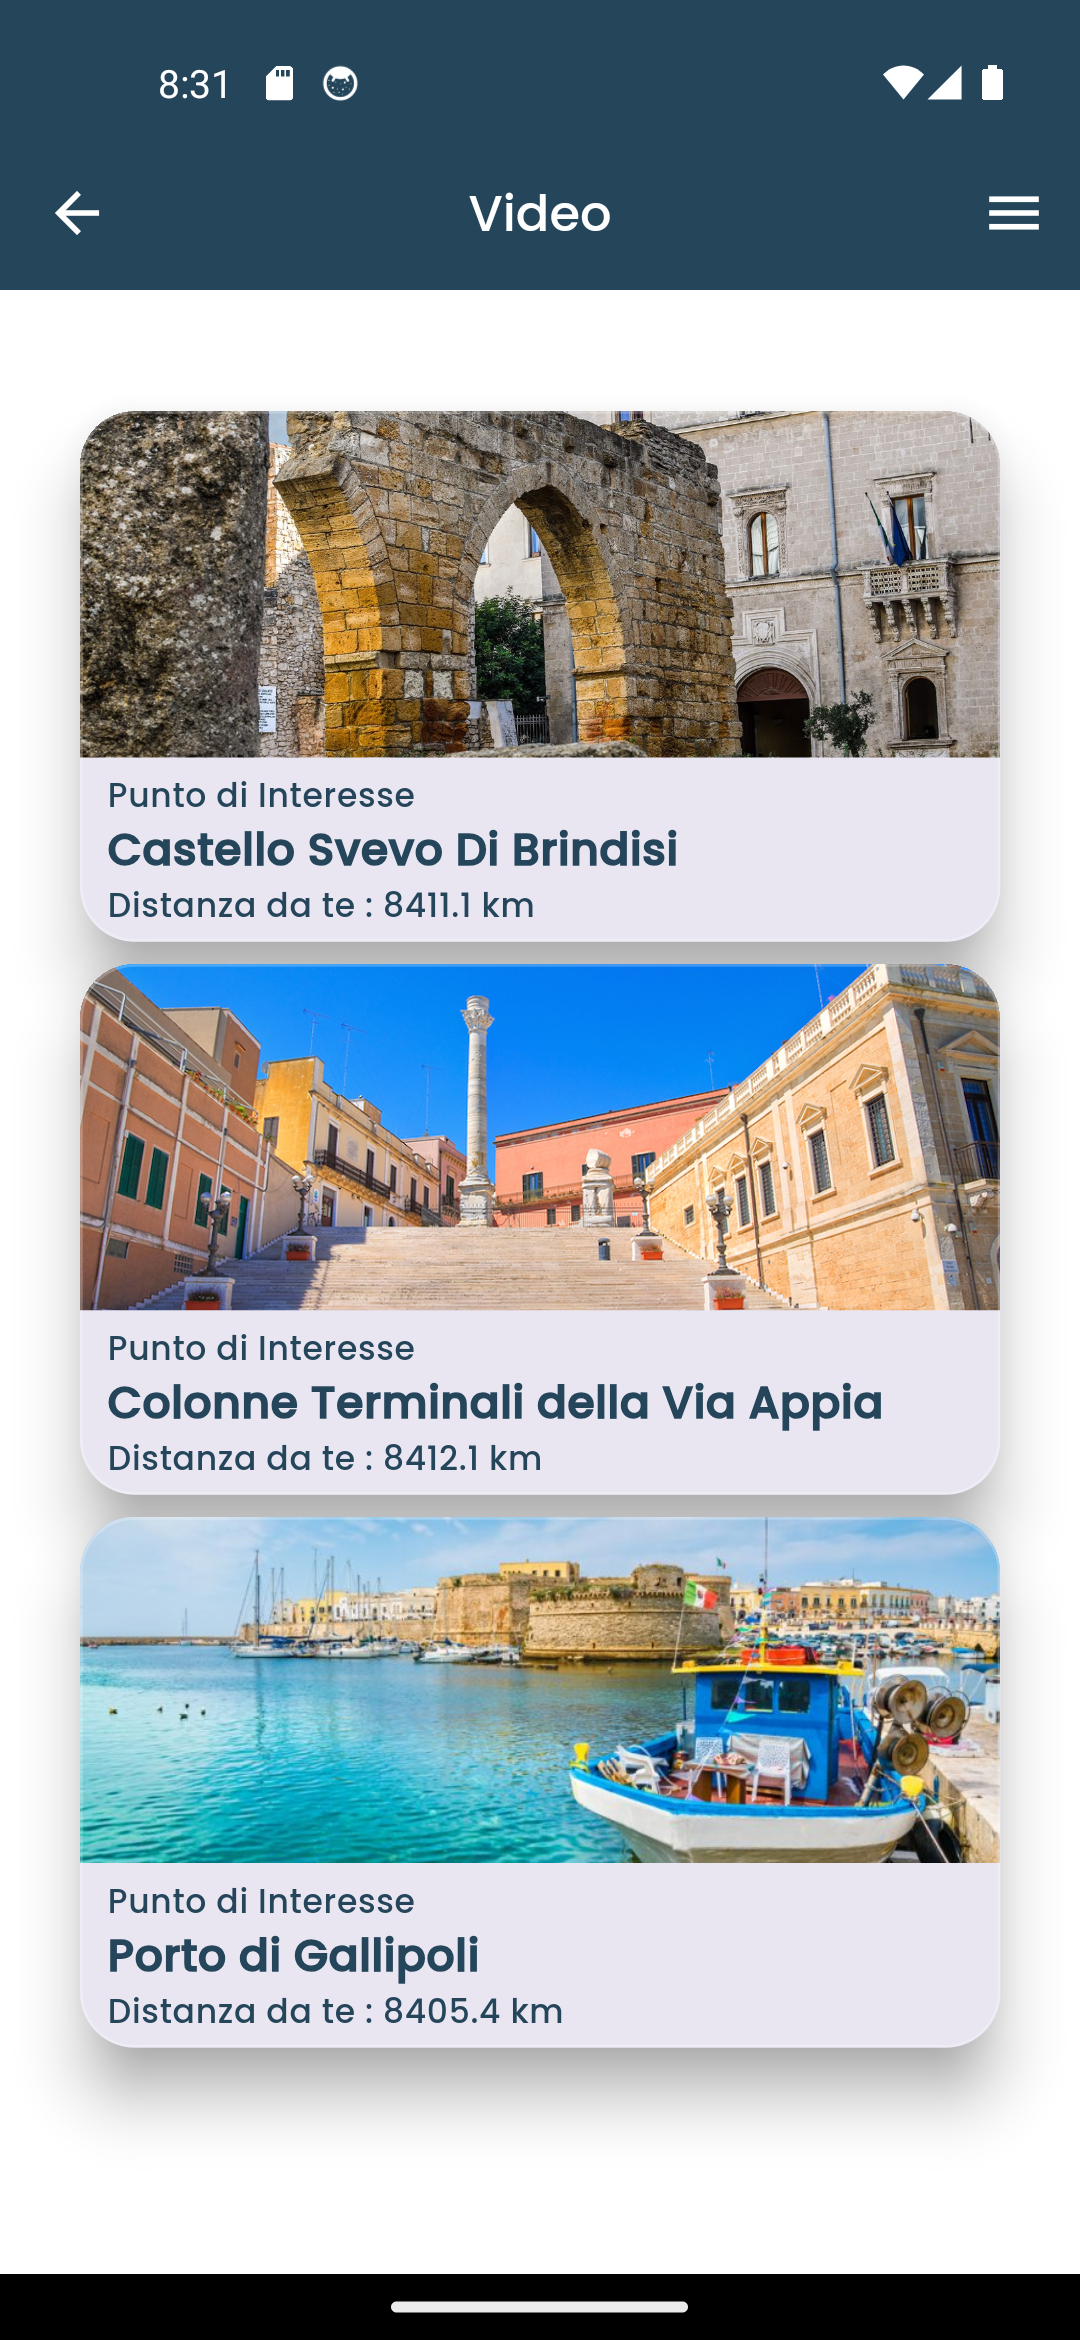 8:31
Video
Punto di Interesse
Castello Svevo Di Brindisi
Distanza da te : 8411.1 km
Punto di Interesse
Colonne Terminali della Via Appia
Distanza da te : 8412.1 km
Punto di Interesse
Porto di Gallipoli
Distanza da te : 8405.4 km